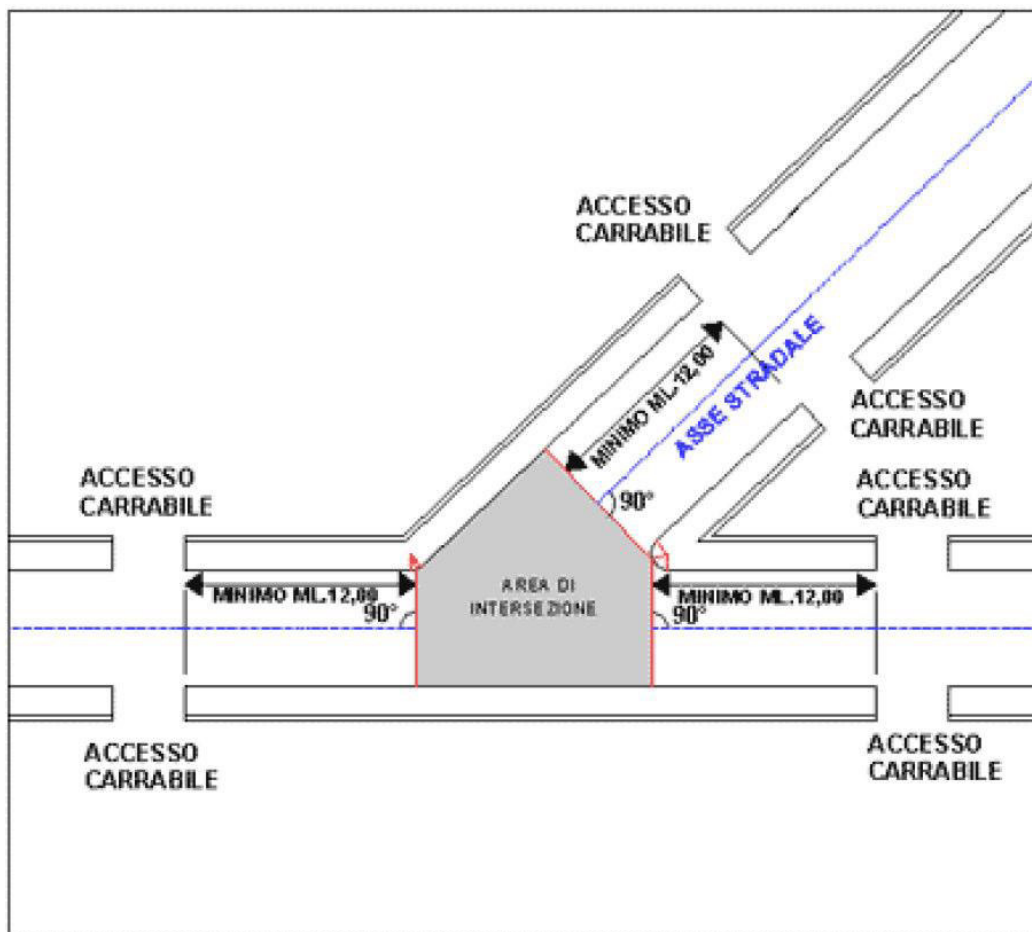 ACCESSO
CARRABILE
MINIMO ML.12,00
ASSE STRADALE
90°
ACCESSO
CARRABILE
ACCESSO
CARRABILE
ACCESSO
CARRABILE
MINIMO ML.12,00
90°
AREA DI
INTERSEZIONE
MINIMO ML.12,00
90°
ACCESSO
CARRABILE
ACCESSO
CARRABILE